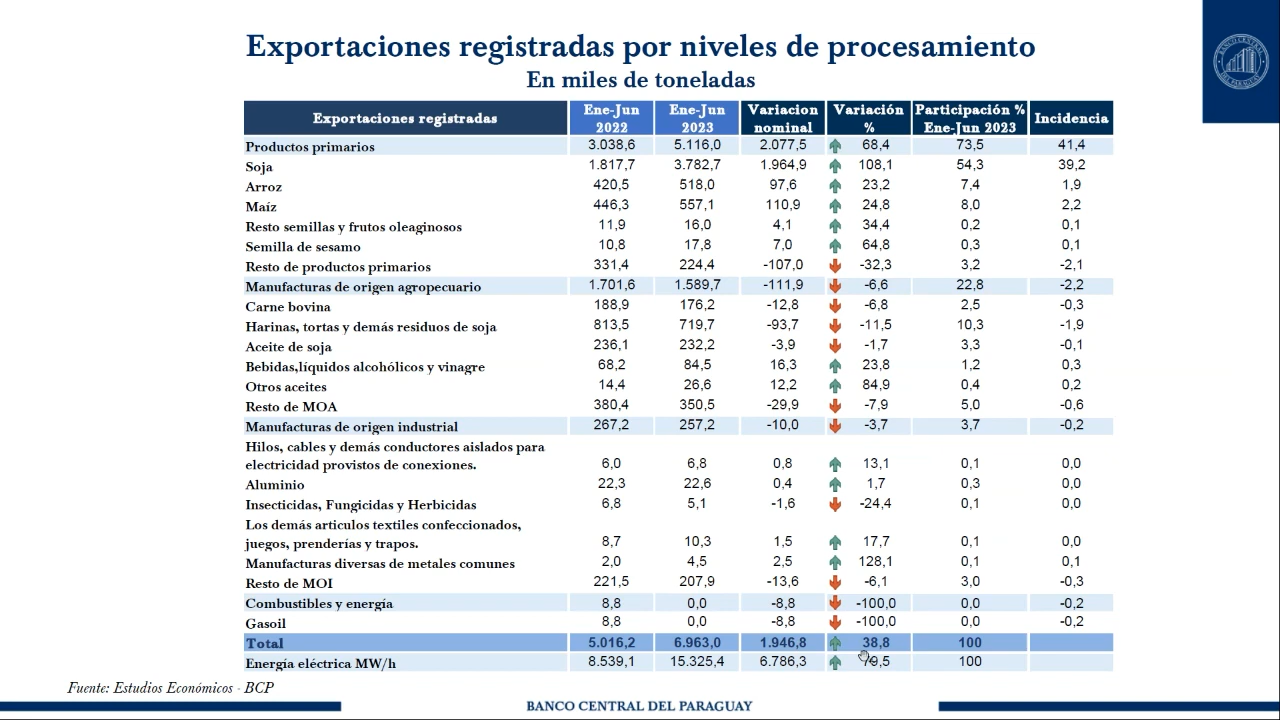 Exportaciones registradas por niveles de procesamiento
En miles de toneladas
BANCO CENTRAL DEL PARAGUAY
Exportaciones registradas Ene-Jun 2022 Ene-Jun 2023 Variacion nominal Variación % Participación % Ene-Jun 2023 Incidencia
Productos primarios 3.038,6 5.116,0 2.077,5 68,4 73,5 41,4
Soja 1.817,7 3.782,7 1.964,9 108,1 54,3 39,2
Arroz 420,5 518,0 97,6 23,2 7,4 1,9
Maíz 446,3 557,1 110,9 24,8 8,0 2,2
Resto semillas y frutos oleaginosos 11,9 16,0 4,1 34,4 0,2 0,1
Semilla de sesamo 10,8 17,8 7,0 64,8 0,3 0,1
Resto de productos primarios 331,4 224,4 -107,0 -32,3 3,2 -2,1
Manufacturas de origen agropecuario 1.701,6 1.589,7 -111,9 -6,6 22,8 -2,2
Carne bovina 188,9 176,2 -12,8 -6,8 2,5 -0,3
Harinas, tortas y demás residuos de soja 813,5 719,7 -93,7 -11,5 10,3 -1,9
Aceite de soja 236,1 232,2 -3,9 -1,7 3,3 -0,1
Bebidas,líquidos alcohólicos y vinagre 68,2 84,5 16,3 23,8 1,2 0,3
Otros aceites 14,4 26,6 12,2 84,9 0,4 0,2
Resto de MOA 380,4 350,5 -29,9 -7,9 5,0 -0,6
Manufacturas de origen industrial 267,2 257,2 -10,0 -3,7 3,7 -0,2
Hilos, cables y demás conductores aislados para
electricidad provistos de conexiones. 6,0 6,8 0,8 13,1 0,1 0,0
Aluminio 22,3 22,6 0,4 1,7 0,3 0,0
Insecticidas, Fungicidas y Herbicidas 6,8 5,1 -1,6 -24,4 0,1 0,0
Los demás articulos textiles confeccionados,
juegos, prenderías y trapos. 8,7 10,3 1,5 17,7 0,1 0,0
Manufacturas diversas de metales comunes 2,0 4,5 2,5 128,1 0,1 0,1
Resto de MOI 221,5 207,9 -13,6 -6,1 3,0 -0,3
Combustibles y energía 8,8 0,0 -8,8 -100,0 0,0 -0,2
Gasoil 8,8 0,0 -8,8 -100,0 0,0 -0,2
Total 5.016,2 6.963,0 1.946,8 38,8 100
Energía eléctrica MW/h 8.539,1 15.325,4 6.786,3 79,5 100
Fuente: Estudios Económicos - BCP
BANCO CENTRAL DEL PARAGUAY